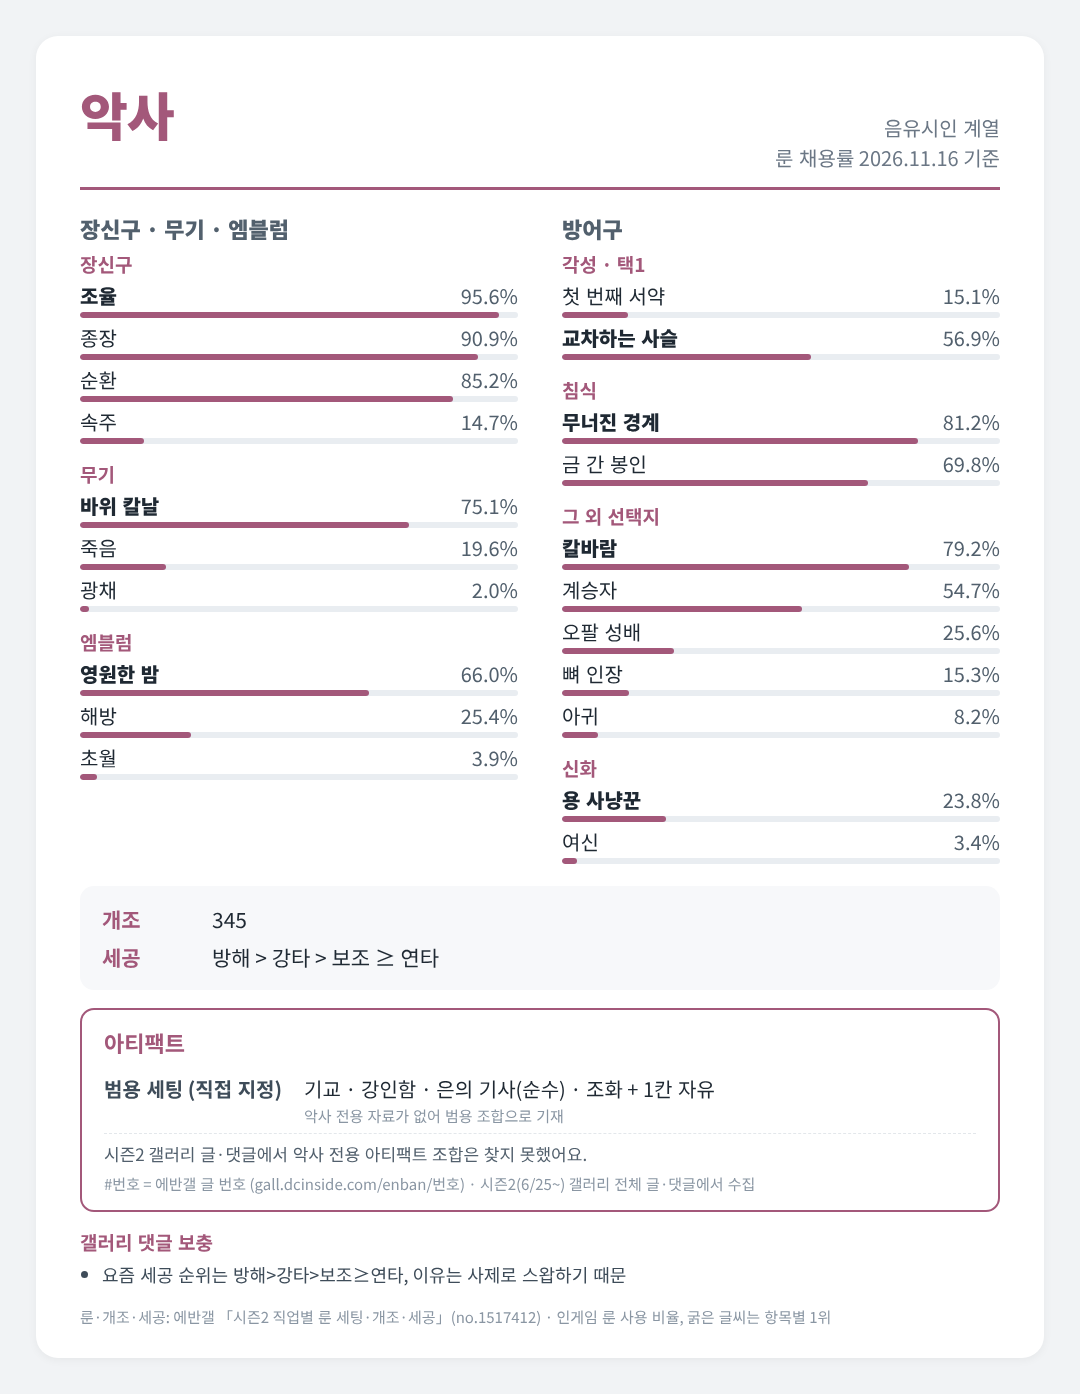 악사
음유시인 계열
룬 채용률 2026.11.16 기준
장신구 · 무기 · 엠블럼
장신구
조율 95.6%
종장 90.9%
순환 85.2%
속주 14.7%
무기
바위 칼날 75.1%
죽음 19.6%
광채 2.0%
엠블럼
영원한 밤 66.0%
해방 25.4%
초월 3.9%
방어구
각성 · 택1
첫 번째 서약 15.1%
교차하는 사슬 56.9%
침식
무너진 경계 81.2%
금 간 봉인 69.8%
그 외 선택지
칼바람 79.2%
계승자 54.7%
오팔 성배 25.6%
뼈 인장 15.3%
아귀 8.2%
신화
용 사냥꾼 23.8%
여신 3.4%
개조 345
세공 방해 > 강타 > 보조 ≥ 연타
아티팩트
범용 세팅 (직접 지정) 기교 · 강인함 · 은의 기사(순수) · 조화 + 1칸 자유
악사 전용 자료가 없어 범용 조합으로 기재
시즌2 갤러리 글·댓글에서 악사 전용 아티팩트 조합은 찾지 못했어요.
#번호 = 에반갤 글 번호 (gall.dcinside.com/enban/번호) · 시즌2(6/25~) 갤러리 전체 글·댓글에서 수집
갤러리 댓글 보충
• 요즘 세공 순위는 방해>강타>보조≥연타, 이유는 사제로 스왑하기 때문
룬·개조·세공: 에반갤 「시즌2 직업별 룬 세팅·개조·세공」(no.1517412) · 인게임 룬 사용 비율, 굵은 글씨는 항목별 1위